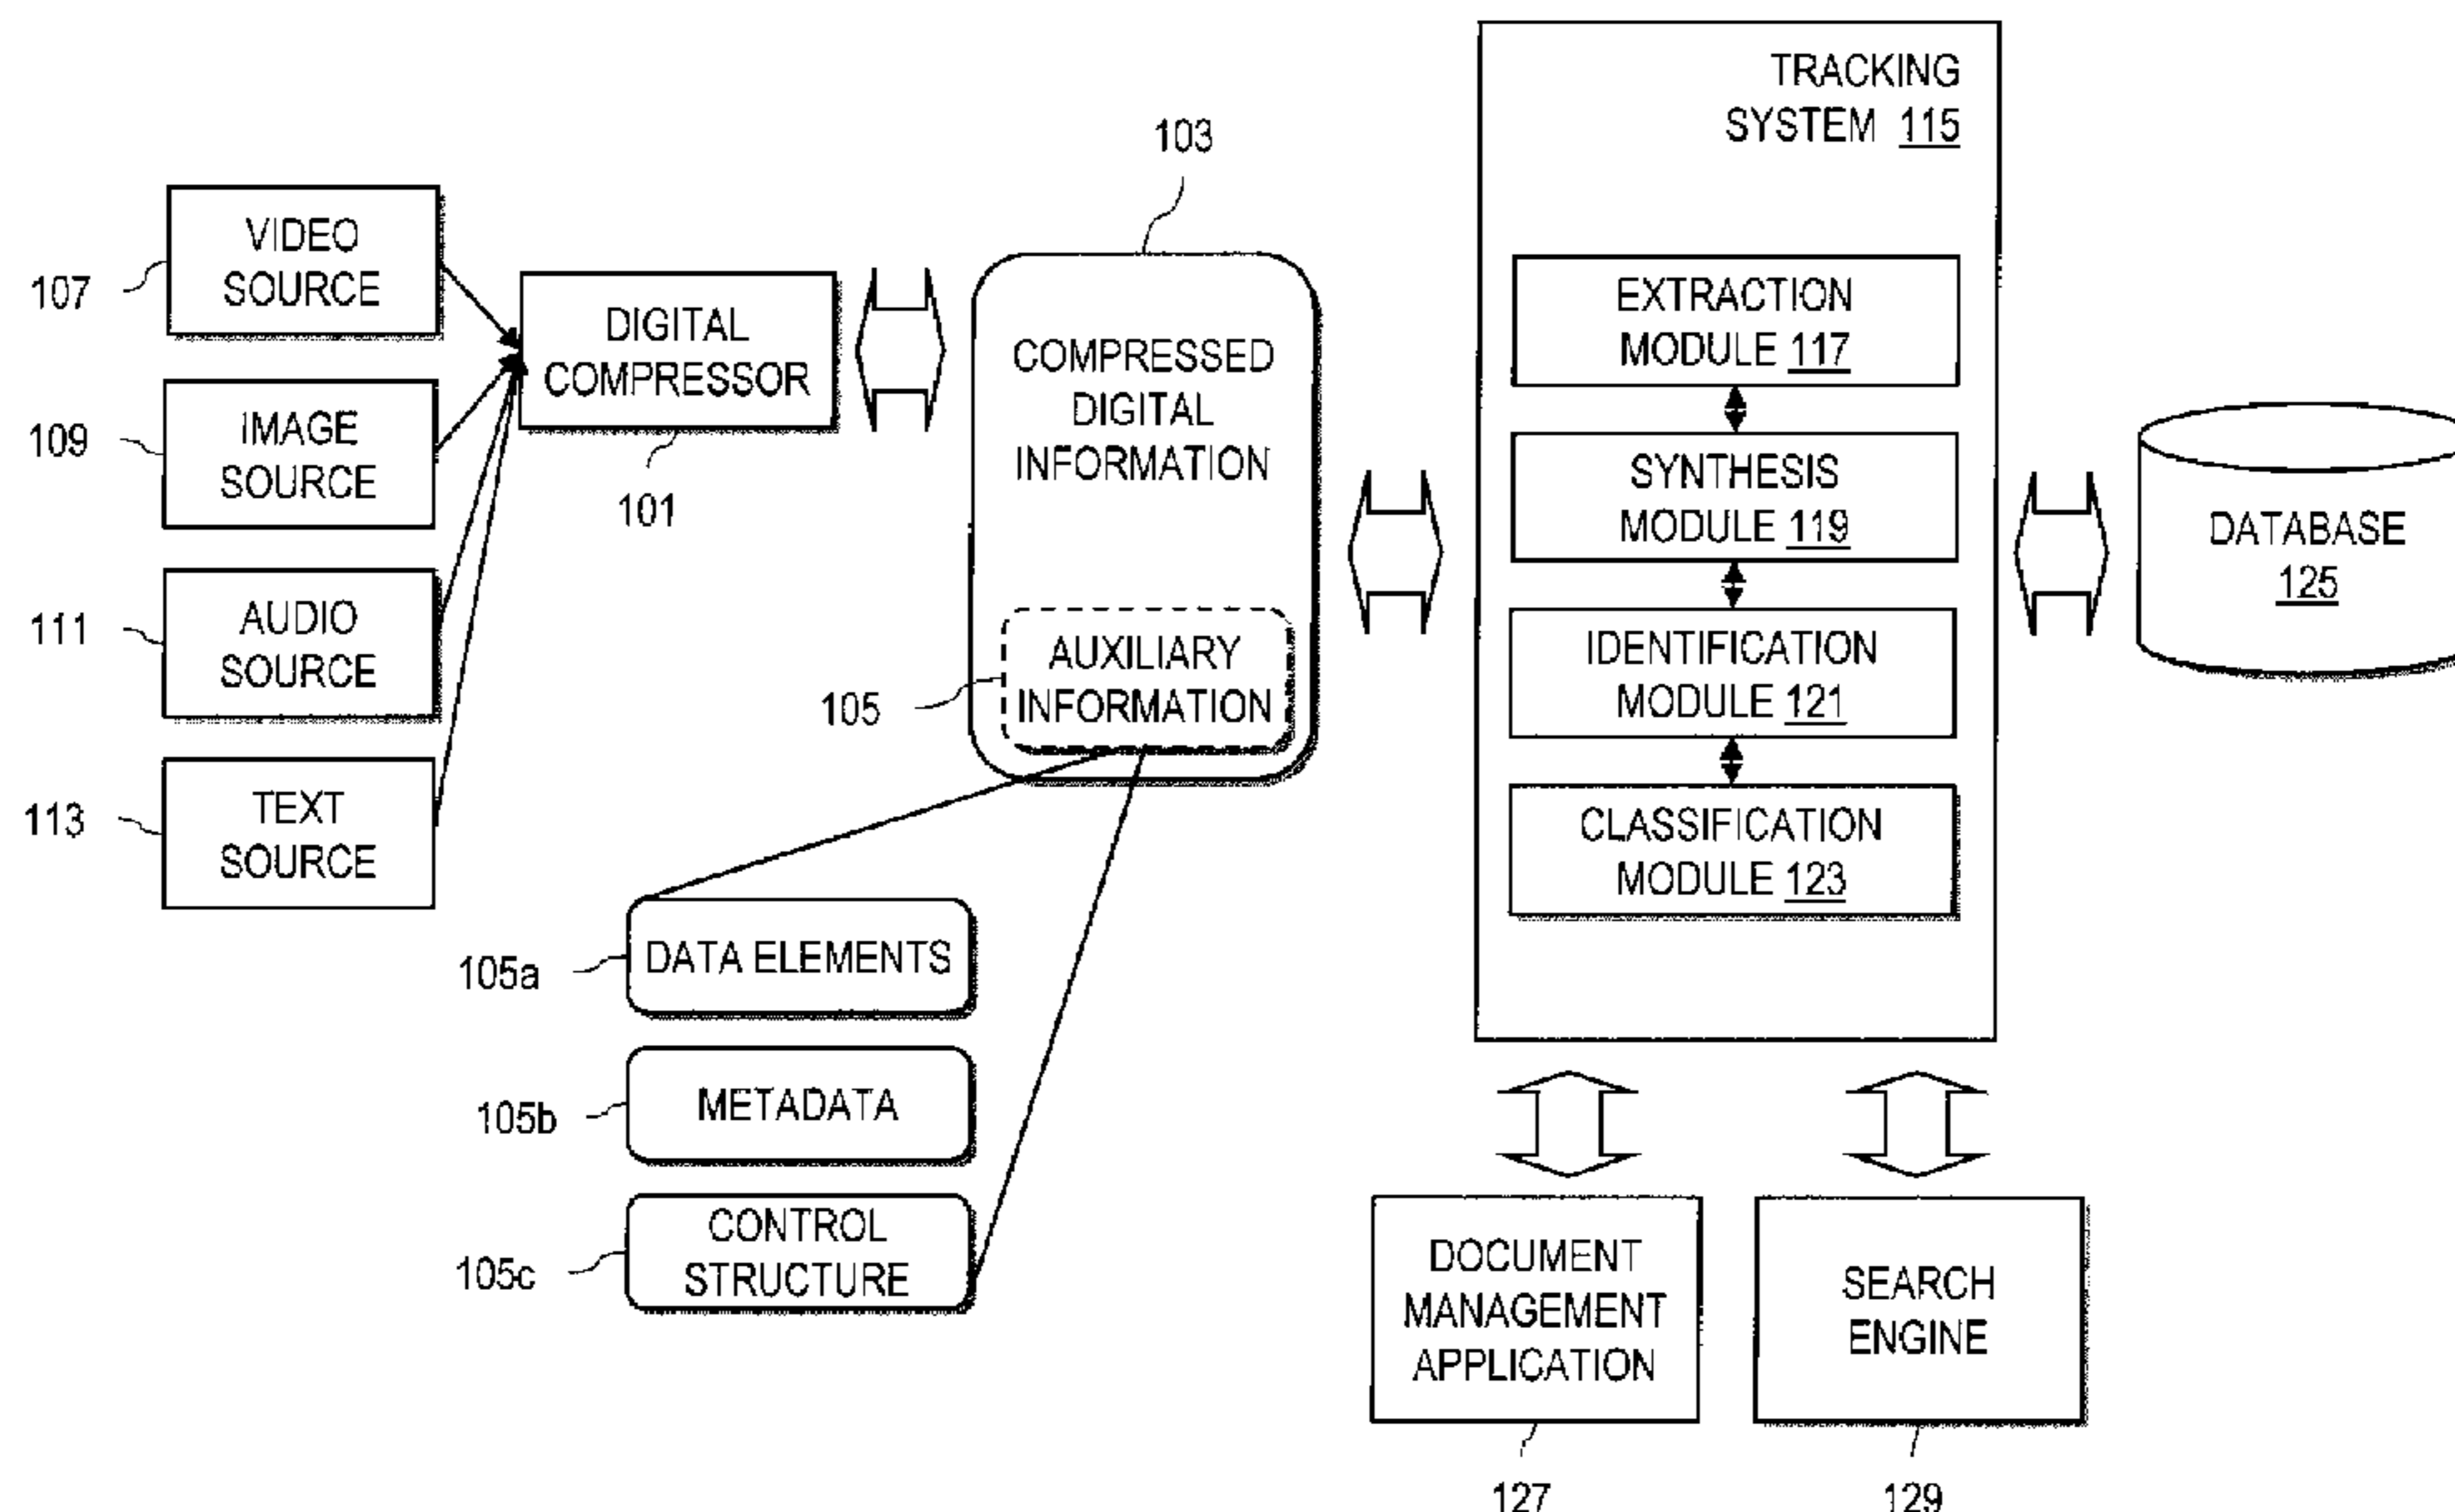 TRACKING
SYSTEM 115
103
VIDEO
SOURCE
107
DIGITAL
COMPRESSOR
101
COMPRESSED
DIGITAL
INFORMATION
EXTRACTION
MODULE 117
IMAGE
SOURCE
109
SYNTHESIS
MODULE 119
DATABASE
125
AUDIO
SOURCE
111
AUXILIARY
INFORMATION
105
IDENTIFICATION
MODULE 121
TEXT
SOURCE
113
CLASSIFICATION
MODULE 123
DATA ELEMENTS
105a
METADATA
105b
CONTROL
STRUCTURE
105c
DOCUMENT
MANAGEMENT
APPLICATION
SEARCH
ENGINE
127
129